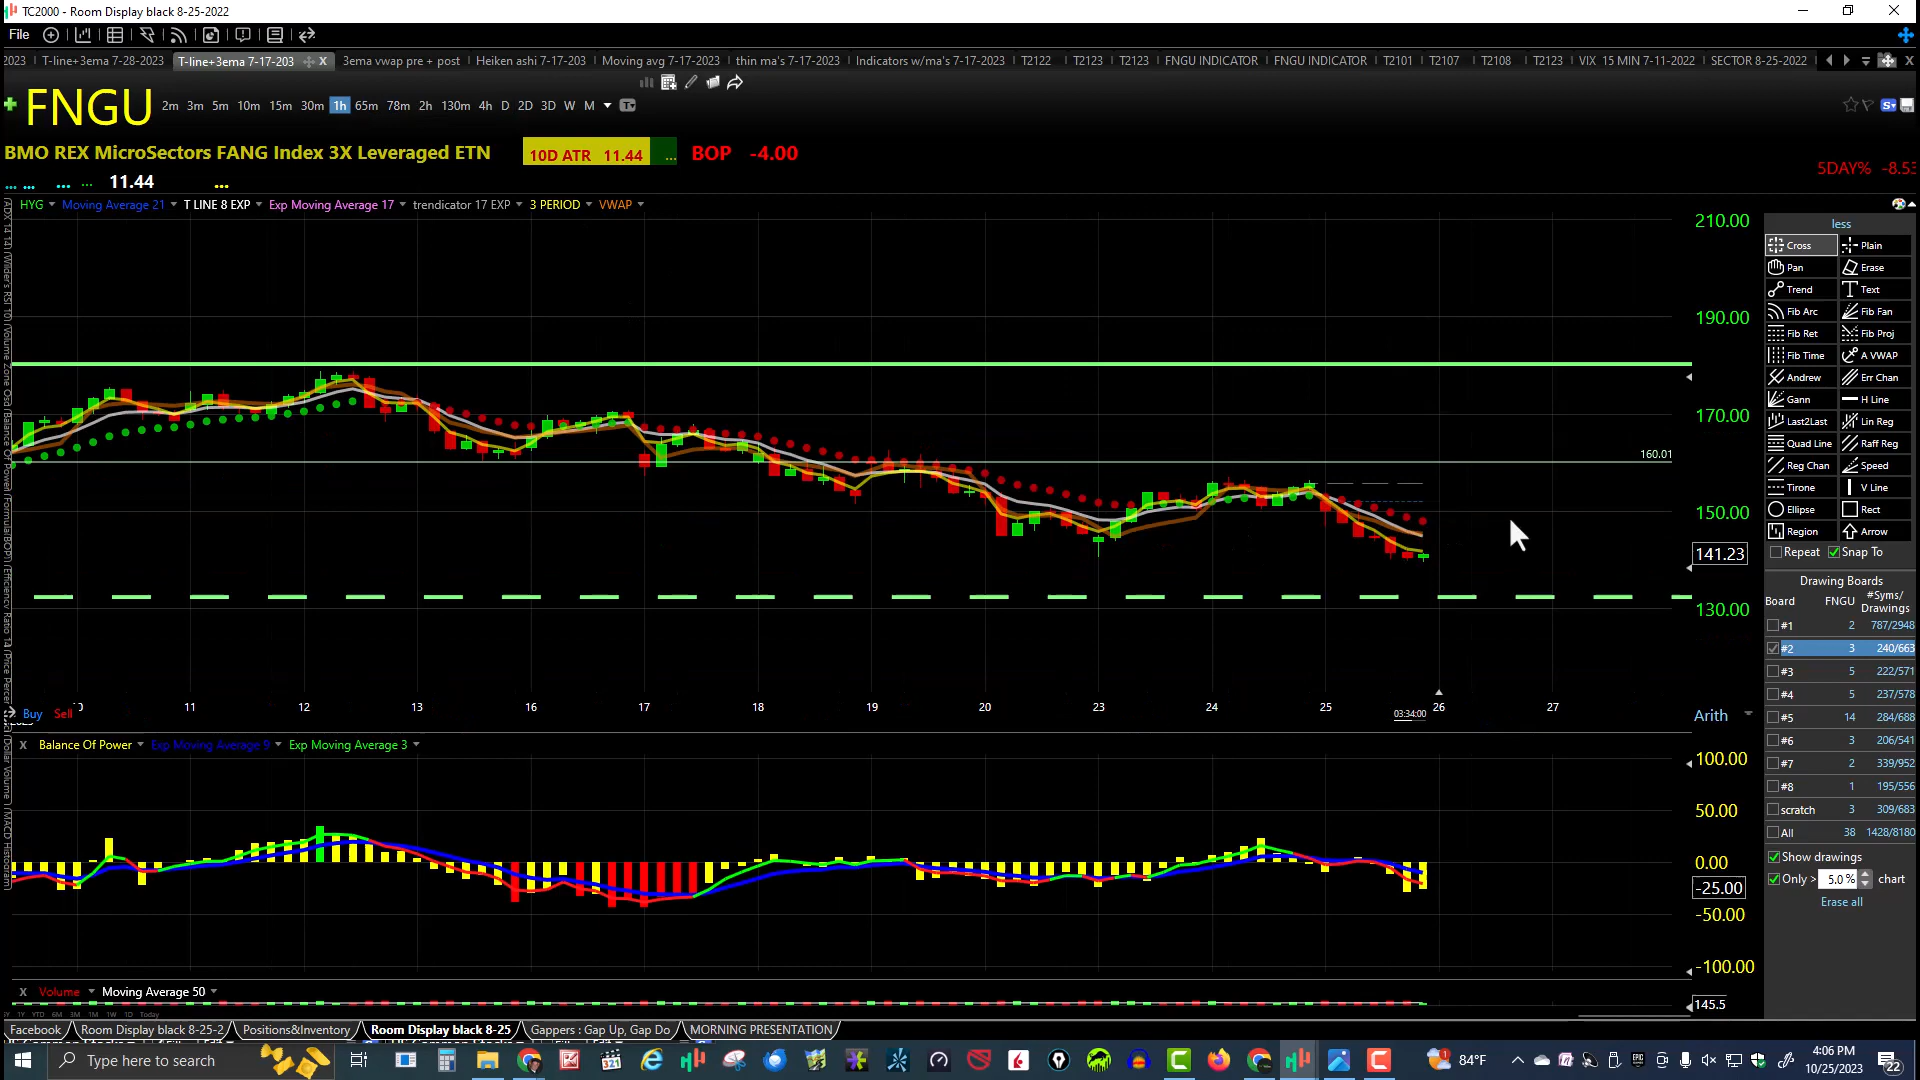 TC2000 - Room Display black 8-25-2022
File
2023 T-line+3ema 7-28-2023 T-line+3ema 7-17-203 X 3ema vwap pre + post Heiken ashi 7-17-203 Moving avg 7-17-203 thin ma's 7-17-2023 Indicators w/ma's 7-17-2023 T2122 T2123 T2123 FNGU INDICATOR FNGU INDICATOR T2101 T2107 T2108 T2123 VIX 15 MIN 7-11-2022 SECTOR 8-25-2022 X
FNGU 2m 3m 5m 10m 15m 30m 1h 65m 78m 2h 130m 4h D 2D 3D W M
BMO REX MicroSectors FANG Index 3X Leveraged ETN 10D ATR 11.44 ... BOP -4.00
5DAY% -8.53
... ... ... ... 11.44 ...
HYG Moving Average 21 T LINE 8 EXP Exp Moving Average 17 trendicator 17 EXP 3 PERIOD VWAP
210.00
190.00
170.00
160.01
150.00
141.23
130.00
10 11 12 13 16 17 18 19 20 23 24 25 26 27
03:34:00
Buy Sell
Arith
X Balance Of Power Exp Moving Average 9 Exp Moving Average 3
100.00
50.00
0.00
-25.00
-50.00
-100.00
X Volume Moving Average 50
145.5
less
Cross Plain
Pan Erase
Trend Text
Fib Arc Fib Fan
Fib Ret Fib Proj
Fib Time A VWAP
Andrew Err Chan
Gann H Line
Last2Last Lin Reg
Quad Line Raff Reg
Reg Chan Speed
Tirone V Line
Ellipse Rect
Region Arrow
Repeat Snap To
Drawing Boards
Board FNGU #Syms/
Drawings
#1 2 787/2948
#2 3 240/663
#3 5 222/571
#4 5 237/578
#5 14 284/688
#6 3 206/541
#7 2 339/952
#8 1 195/556
scratch 3 309/683
All 38 1428/8180
Show drawings
Only > 5.0 % chart
Erase all
Facebook Room Display black 8-25-2 Positions&Inventory Room Display black 8-25 Gappers : Gap Up, Gap Do MORNING PRESENTATION
Type here to search
84°F
4:06 PM
10/25/2023
22